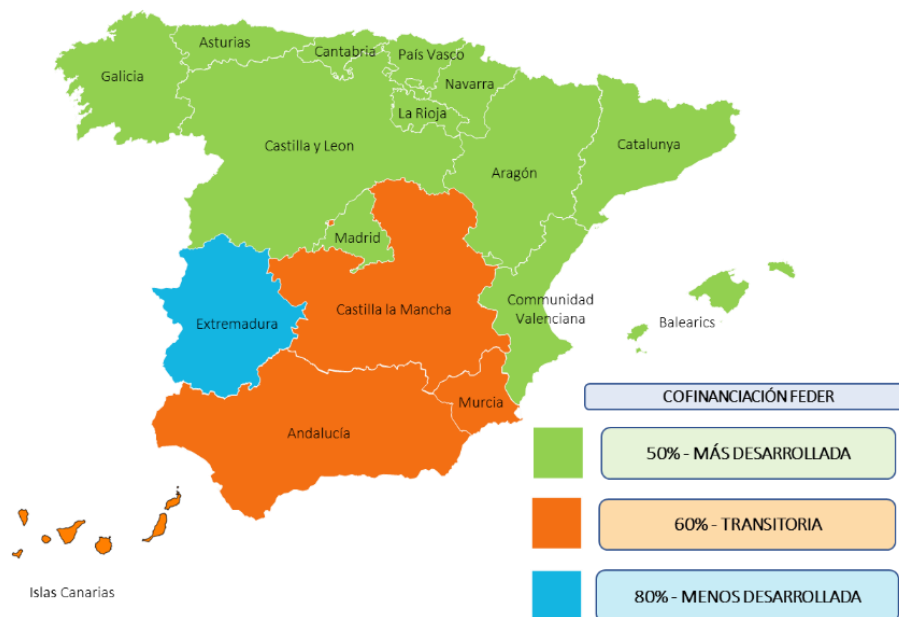 Asturias
Cantabria
País Vasco
Galicia
Navarra
La Rioja
Castilla y Leon
Catalunya
Aragón
Madrid
Communidad
Valenciana
Castilla la Mancha
Extremadura
Balearics
Murcia
Andalucía
Islas Canarias
COFINANCIACIÓN FEDER
50% - MÁS DESARROLLADA
60% - TRANSITORIA
80% - MENOS DESARROLLADA